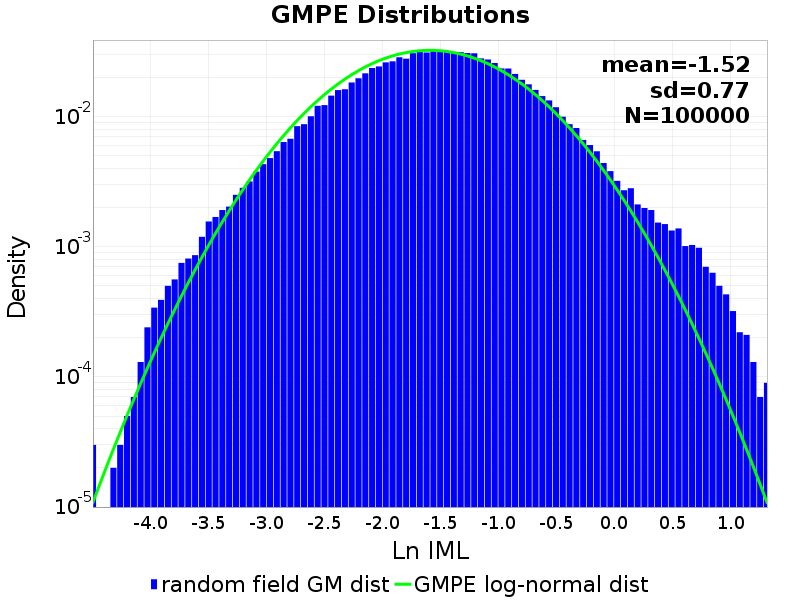 GMPE Distributions
mean=-1.52
sd=0.77
N=100000
Density
10-2
10-3
10-4
10-5
-4.0 -3.5 -3.0 -2.5 -2.0 -1.5 -1.0 -0.5 0.0 0.5 1.0
Ln IML
random field GM dist GMPE log-normal dist